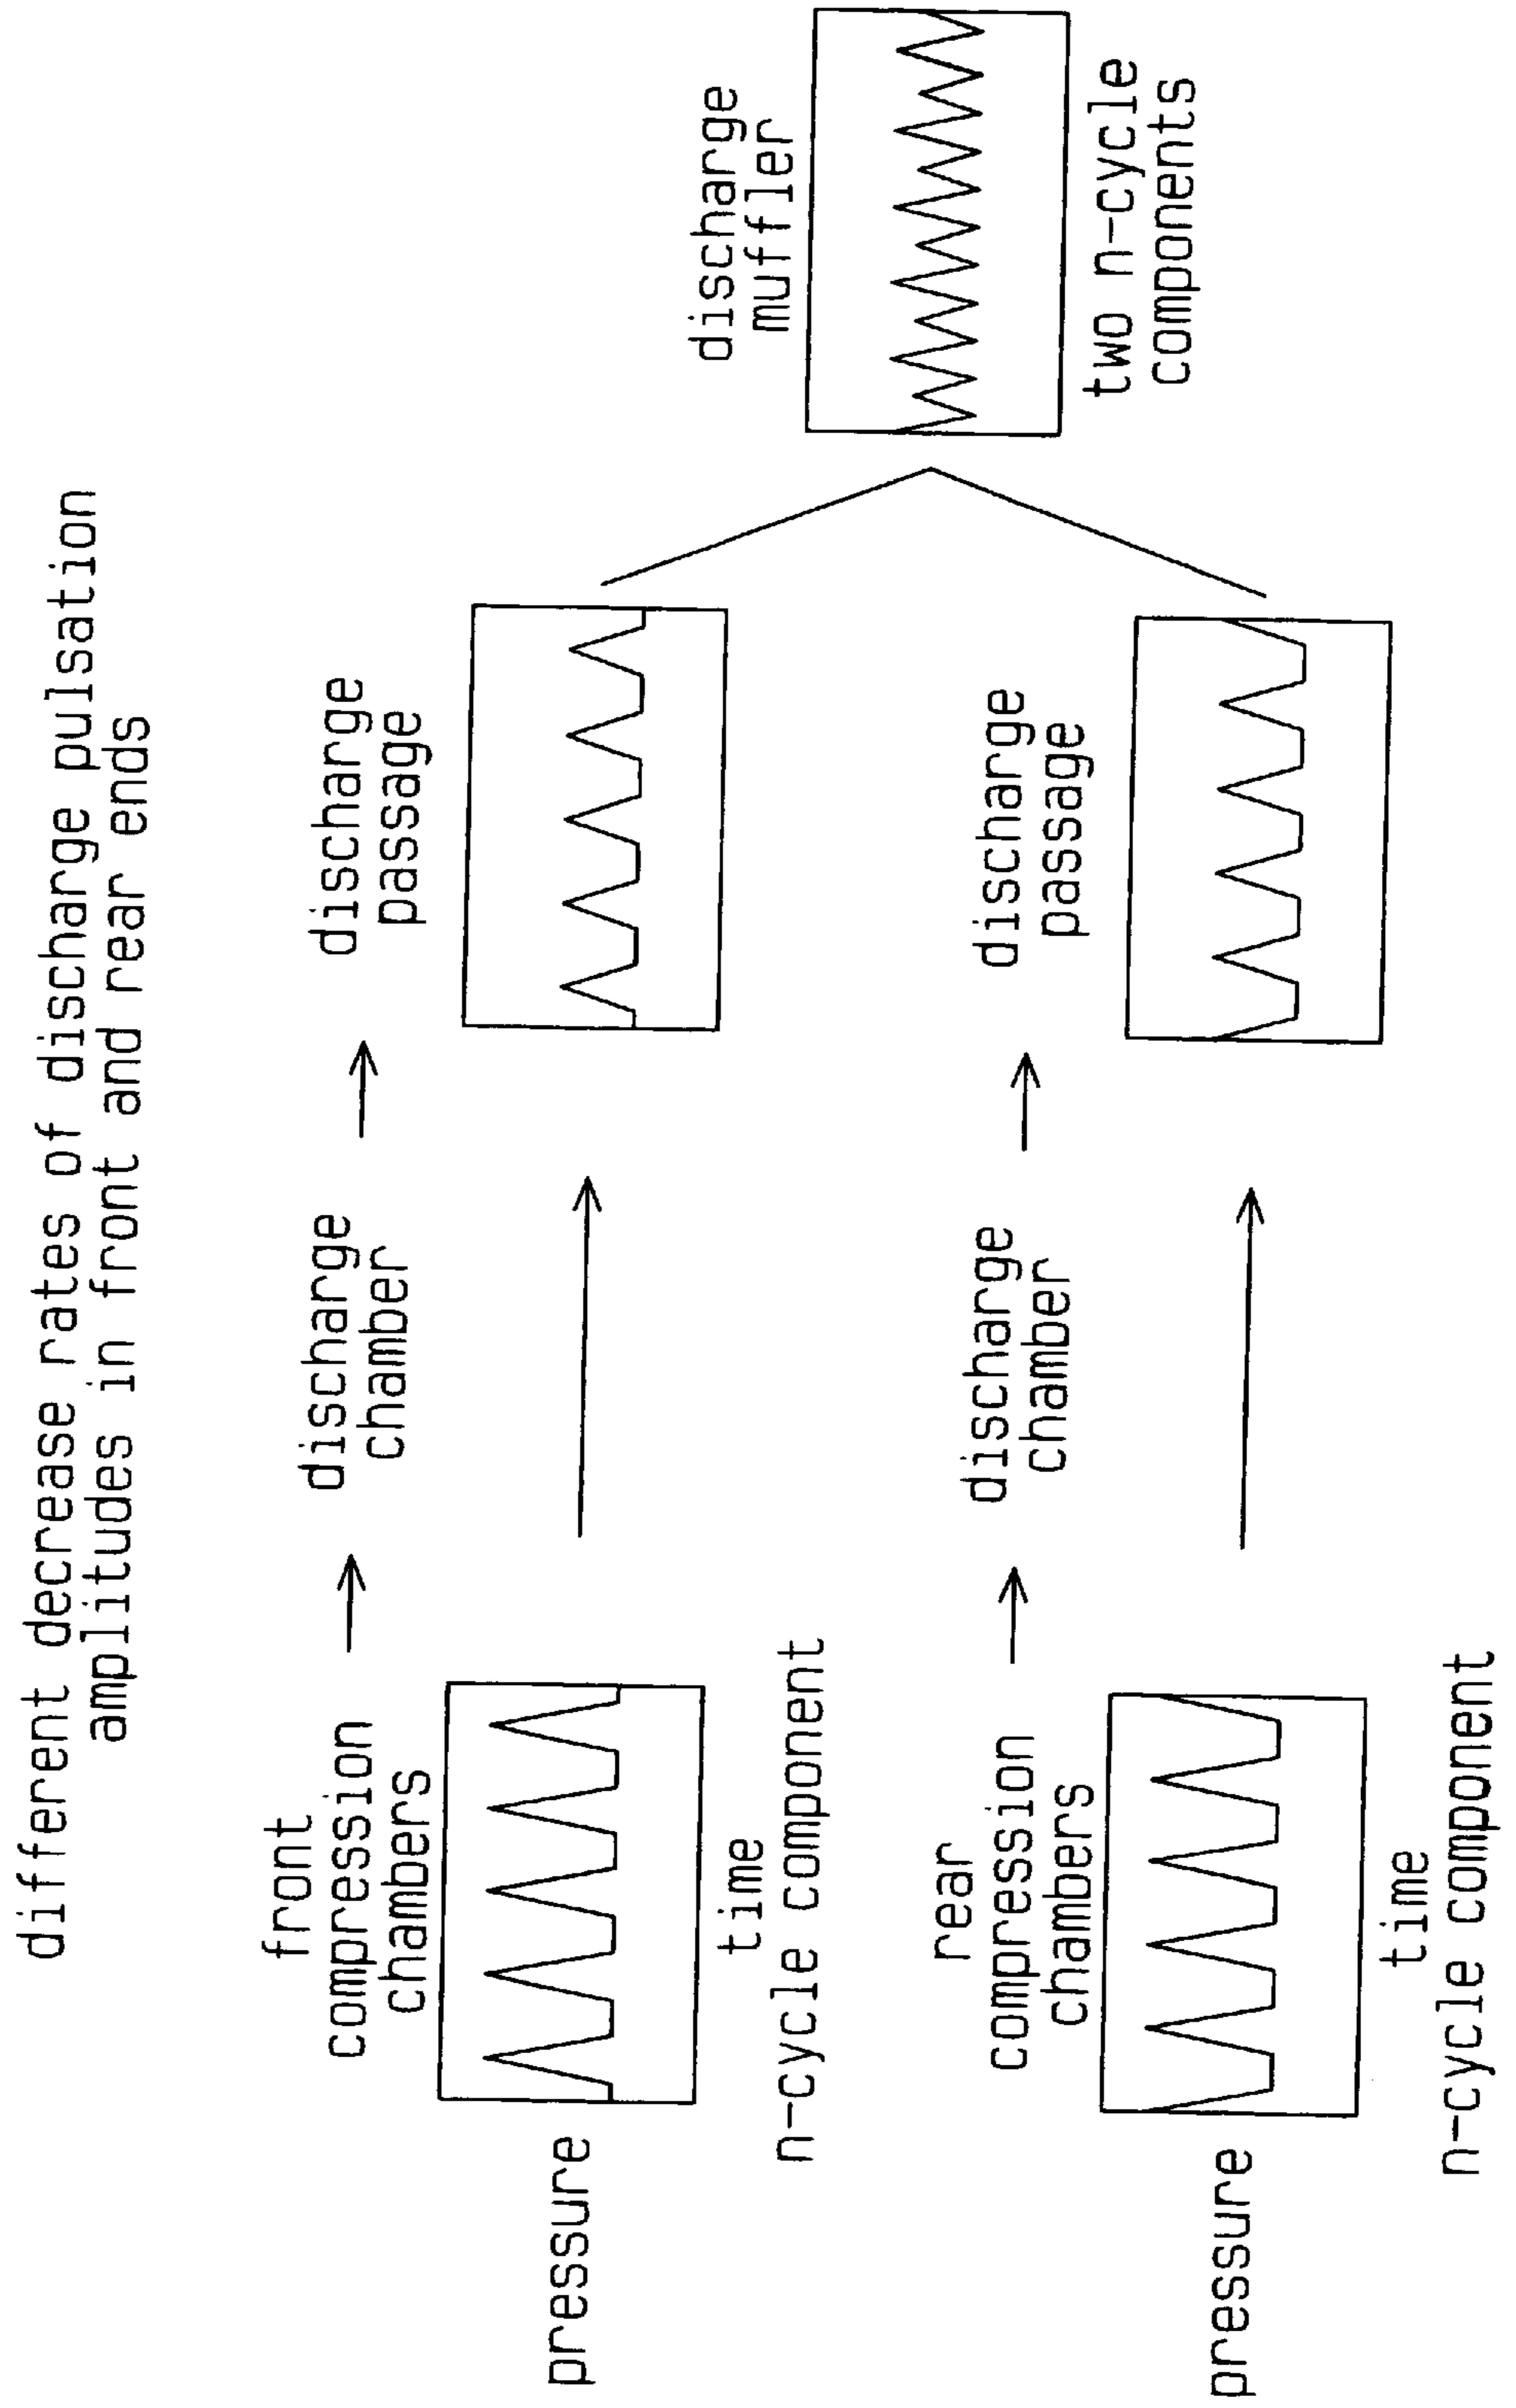 different decrease rates of discharge pulsation
amplitudes in front and rear ends
front
compression
chambers
discharge
chamber
discharge
passage
pressure
time
n-cycle component
discharge
muffler
two n-cycle
components
rear
compression
chambers
discharge
chamber
discharge
passage
pressure
time
n-cycle component